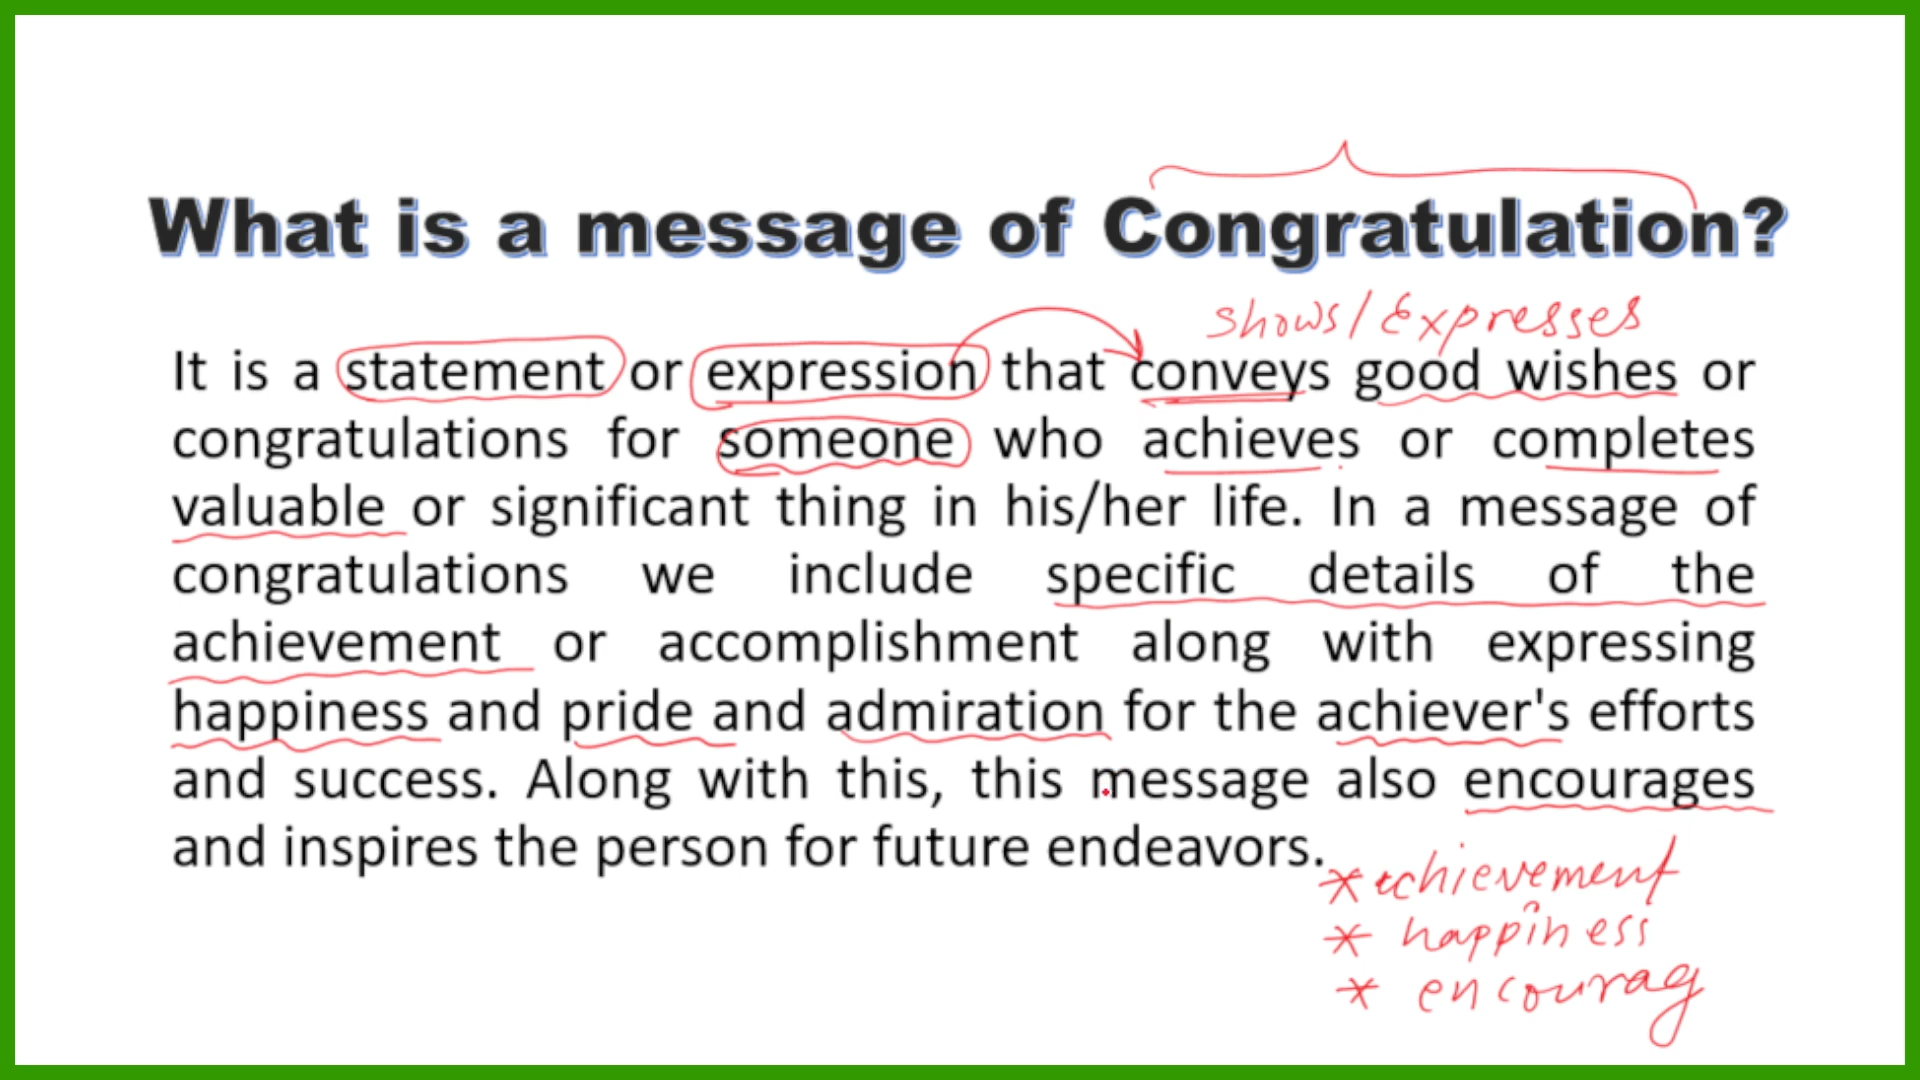 What is a message of Congratulation?
shows/Expresses
It is a statement or expression that conveys good wishes or
congratulations for someone who achieves or completes
valuable or significant thing in his/her life. In a message of
congratulations we include specific details of the
achievement or accomplishment along with expressing
happiness and pride and admiration for the achiever's efforts
and success. Along with this, this message also encourages
and inspires the person for future endeavors.
* achievement
* happiness
* encourag